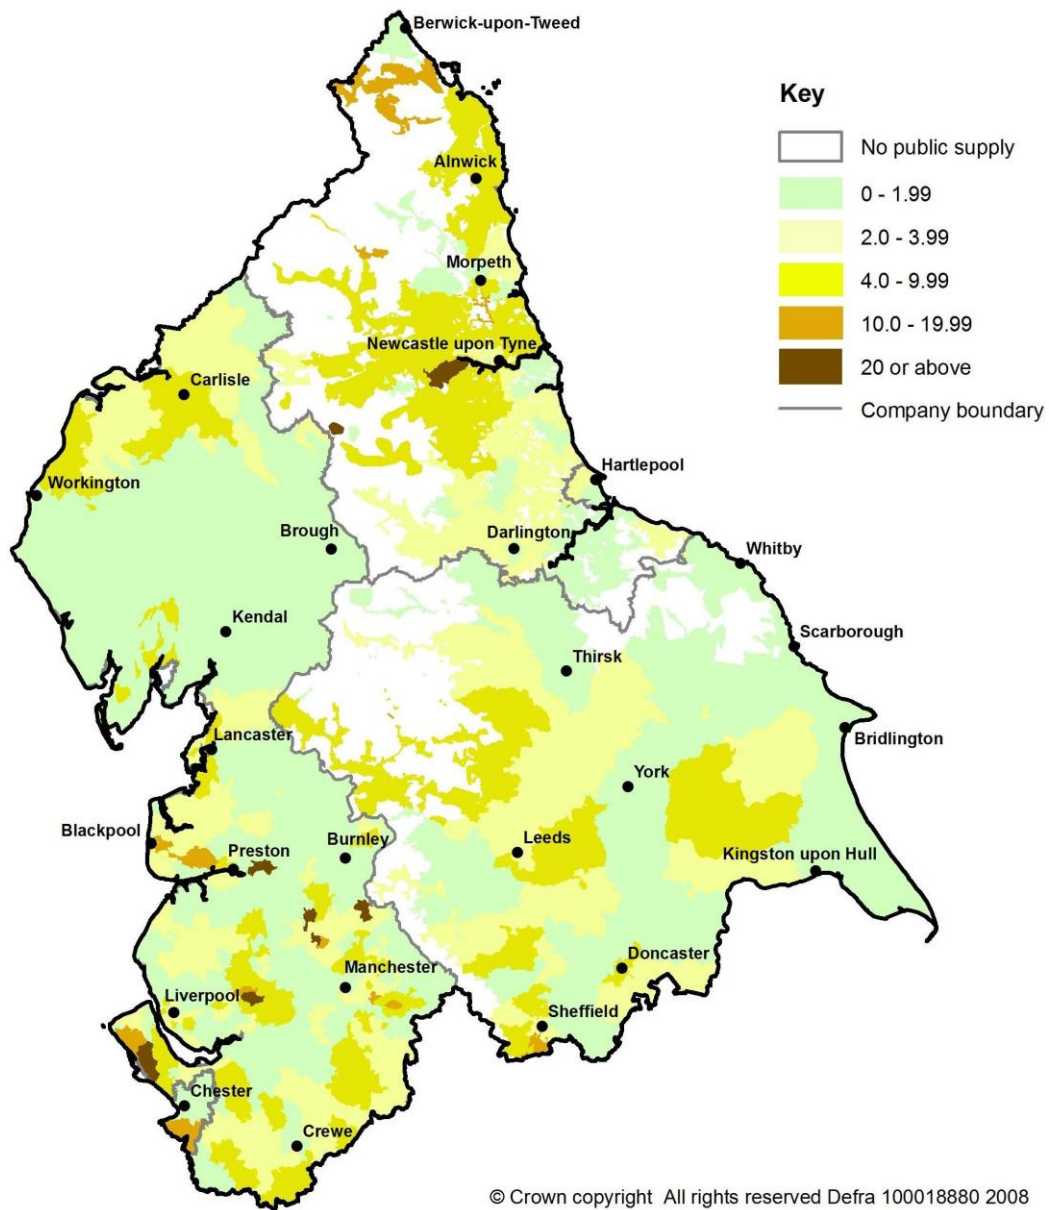 Berwick-upon-Tweed
Key
No public supply
0 - 1.99
2.0 - 3.99
4.0 - 9.99
10.0 - 19.99
20 or above
Company boundary
Alnwick
Morpeth
Newcastle upon Tyne
Carlisle
Workington
Hartlepool
Brough
Darlington
Whitby
Kendal
Scarborough
Thirsk
Lancaster
Bridlington
York
Blackpool
Burnley
Leeds
Preston
Kingston upon Hull
Doncaster
Manchester
Liverpool
Sheffield
Chester
Crewe
© Crown copyright All rights reserved Defra 100018880 2008